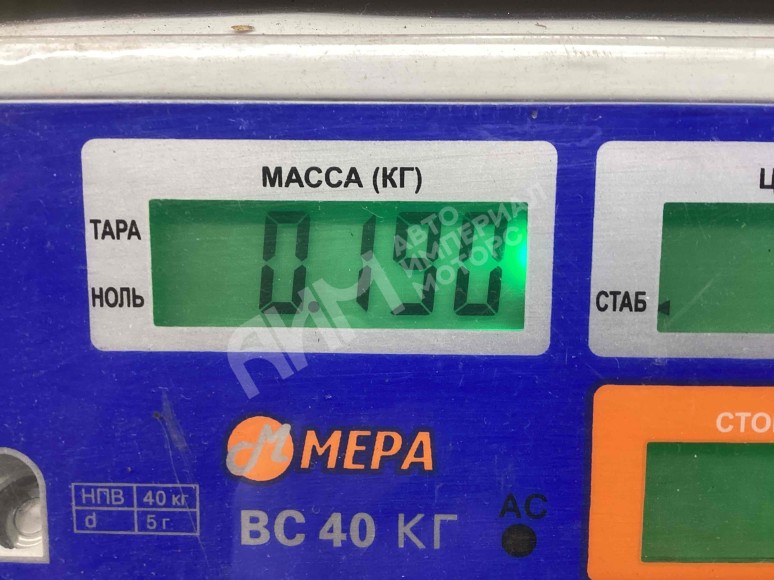 МАССА (КГ)
ТАРА
0.190
НОЛЬ
СТАБ
АИМ АВТО
ИМПЕРИАЛ
МОТОРС
М МЕРА
НПВ 40 кг
d 5 г
ВС 40 КГ
AC